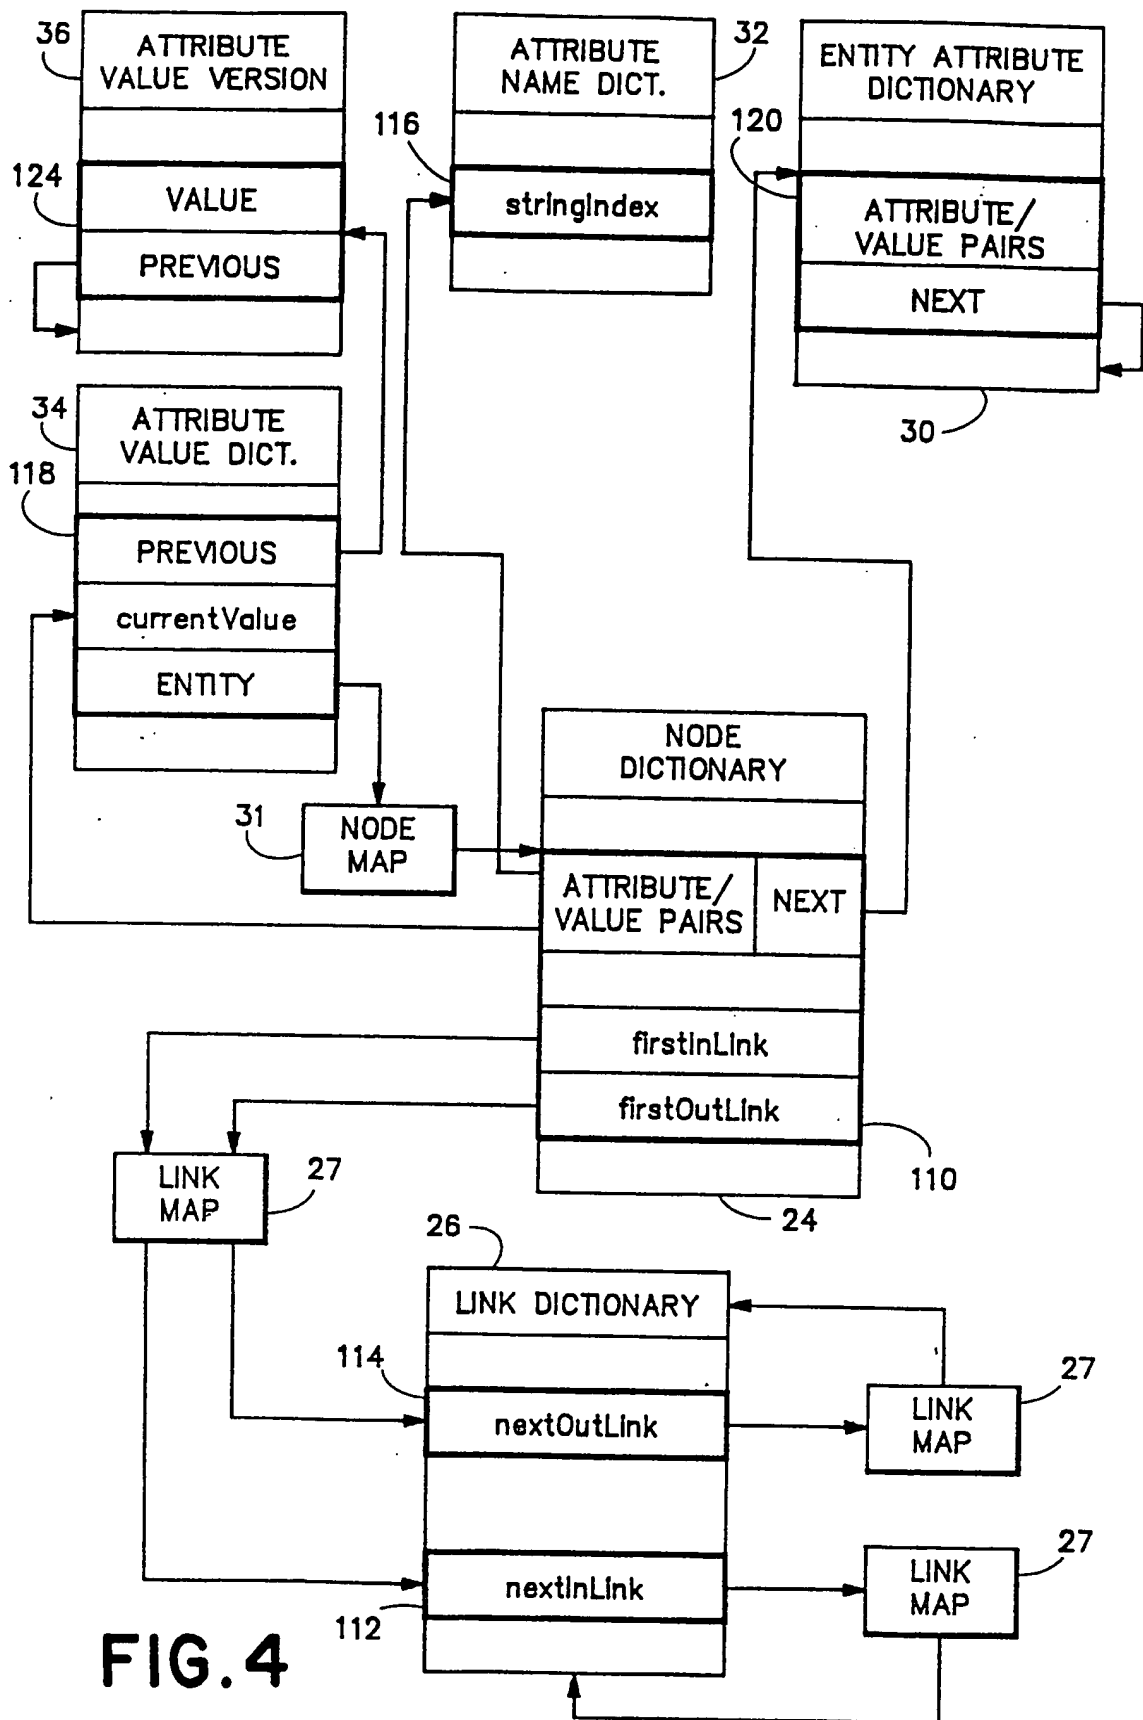 36
ATTRIBUTE
VALUE VERSION
124
VALUE
PREVIOUS
32
ATTRIBUTE
NAME DICT.
116
stringIndex
ENTITY ATTRIBUTE
DICTIONARY
120
ATTRIBUTE/
VALUE PAIRS
NEXT
30
34
ATTRIBUTE
VALUE DICT.
118
PREVIOUS
currentValue
ENTITY
31
NODE
MAP
NODE
DICTIONARY
ATTRIBUTE/
VALUE PAIRS
NEXT
firstInLink
firstOutLink
110
24
LINK
MAP
27
26
LINK DICTIONARY
114
nextOutLink
LINK
MAP
27
nextInLink
112
LINK
MAP
27
FIG.4